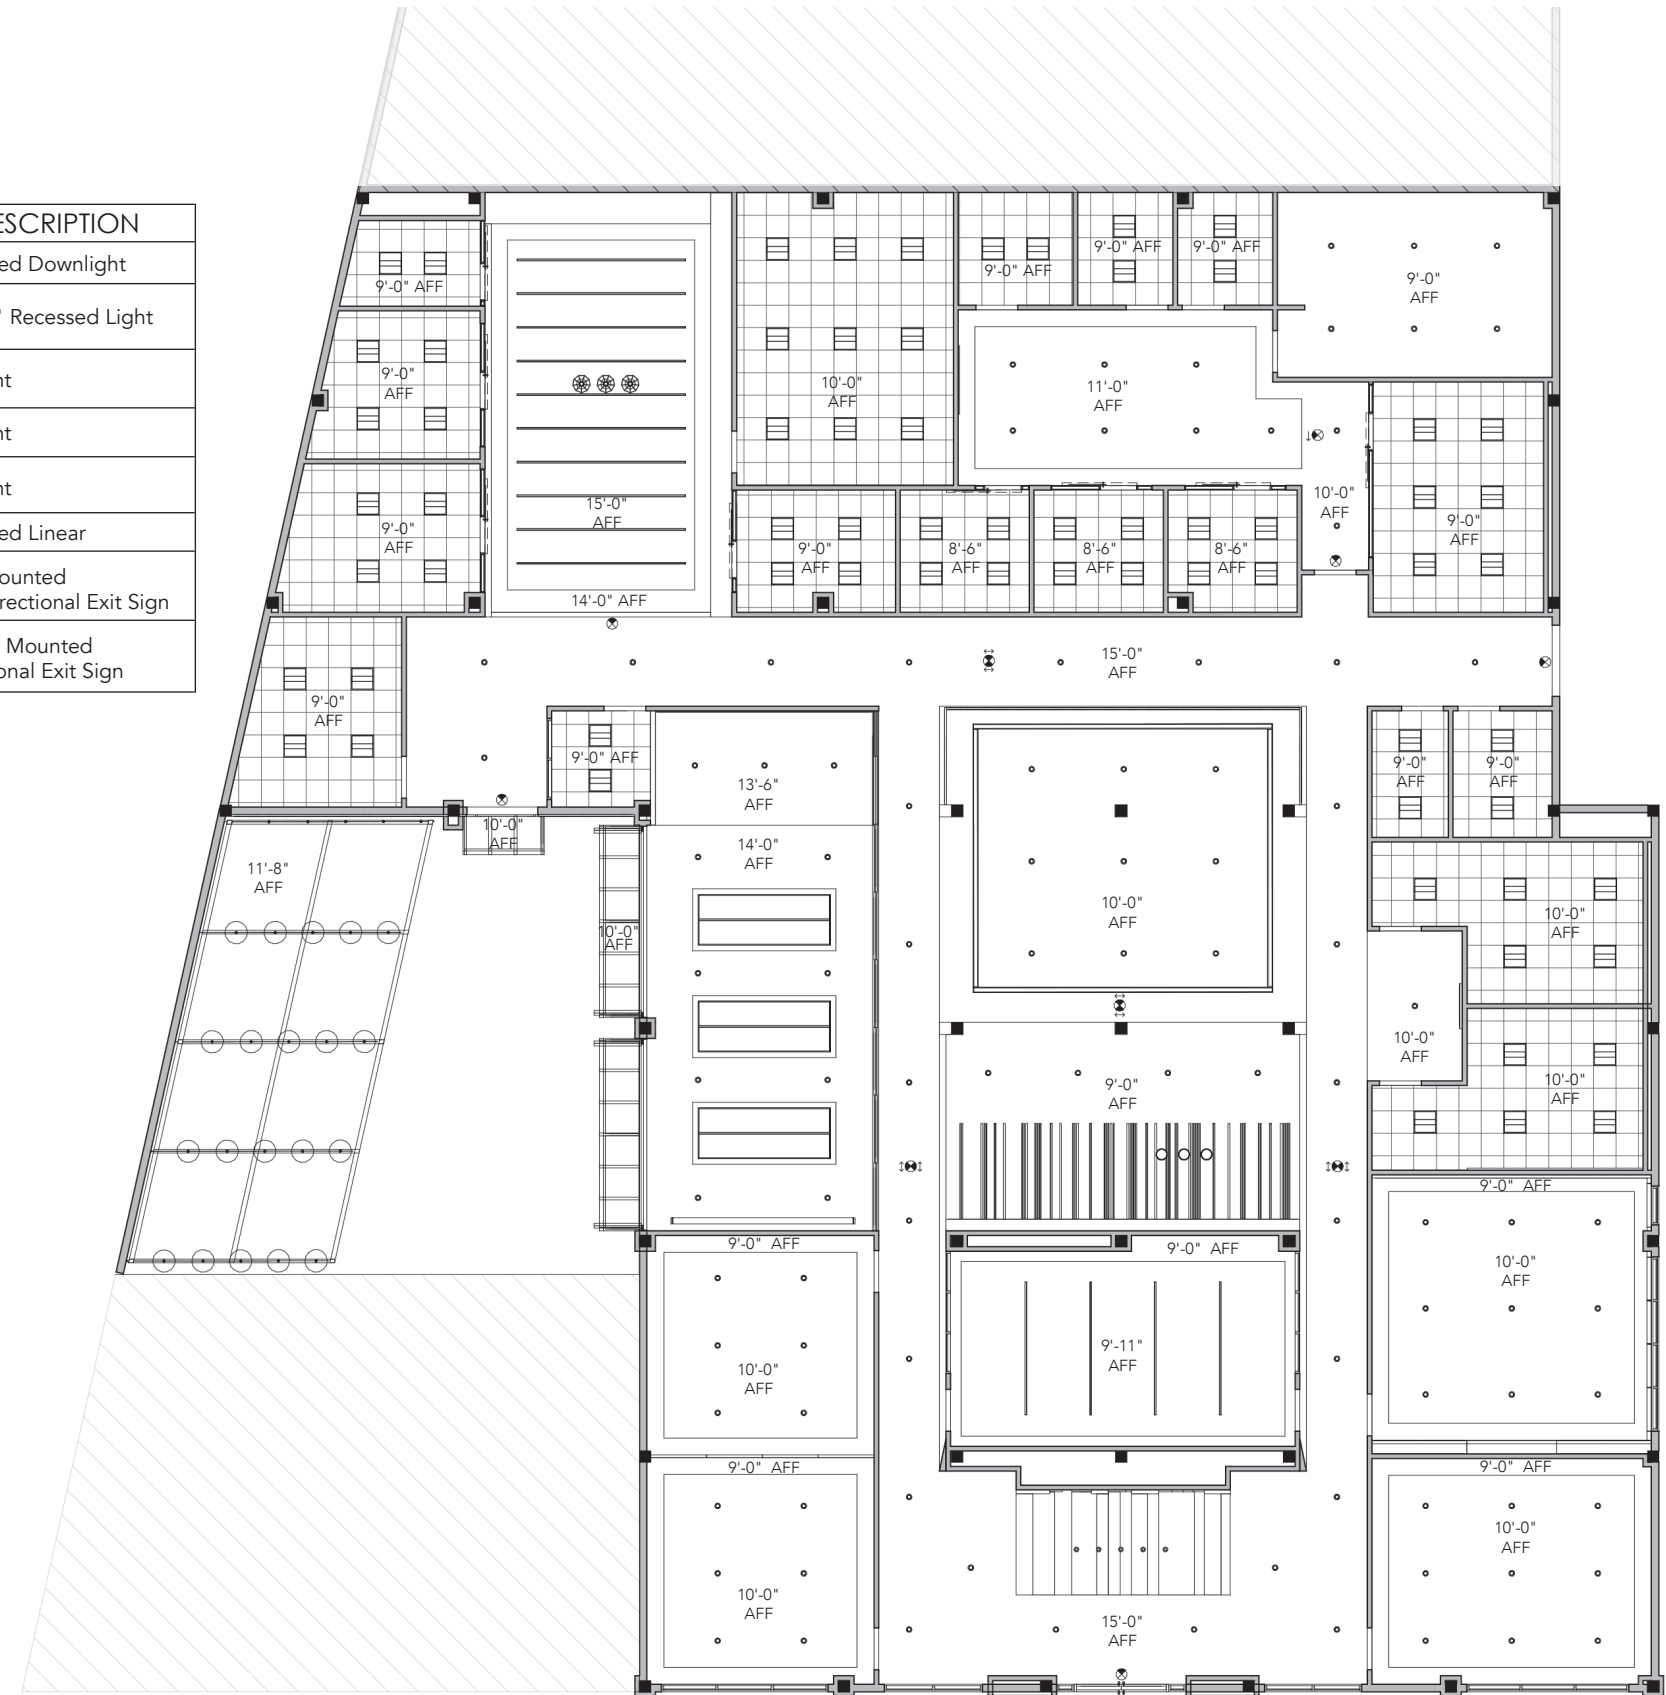 ESCRIPTION
ed Downlight
" Recessed Light
nt
nt
nt
ed Linear
ounted
rectional Exit Sign
Mounted
onal Exit Sign
9'-0" AFF
9'-0"
AFF
9'-0"
AFF
15'-0"
AFF
14'-0" AFF
10'-0"
AFF
9'-0" AFF
9'-0" AFF
9'-0" AFF
9'-0"
AFF
11'-0"
AFF
10'-0"
AFF
9'-0"
AFF
9'-0"
AFF
8'-6"
AFF
8'-6"
AFF
8'-6"
AFF
15'-0"
AFF
9'-0"
AFF
9'-0" AFF
13'-6"
AFF
14'-0"
AFF
10'-0"
AFF
11'-8"
AFF
10'-0"
AFF
10'-0"
AFF
9'-0"
AFF
9'-0"
AFF
10'-0"
AFF
10'-0"
AFF
10'-0"
AFF
9'-0"
AFF
9'-0" AFF
10'-0"
AFF
9'-0" AFF
9'-11"
AFF
9'-0" AFF
10'-0"
AFF
9'-0" AFF
10'-0"
AFF
9'-0" AFF
10'-0"
AFF
15'-0"
AFF